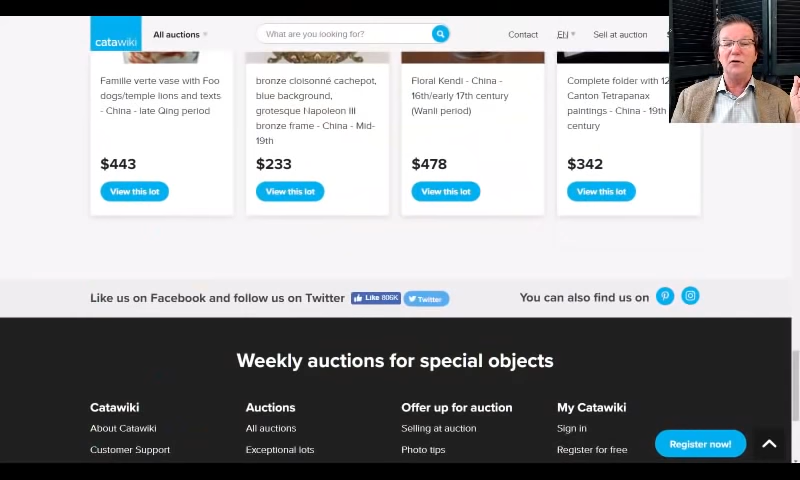 catawiki
All auctions
What are you looking for?
Contact
EN
Sell at auction
Famille verte vase with Foo
dogs/temple lions and texts
- China - late Qing period
$443
View this lot
bronze cloisonné cachepot,
blue background,
grotesque Napoleon III
bronze frame - China - Mid-
19th
$233
View this lot
Floral Kendi - China -
16th/early 17th century
(Wanli period)
$478
View this lot
Complete folder with 12
Canton Tetrapanax
paintings - China - 19th
century
$342
View this lot
Like us on Facebook and follow us on Twitter
Like 806K
Twitter
You can also find us on
Weekly auctions for special objects
Catawiki
About Catawiki
Customer Support
Auctions
All auctions
Exceptional lots
Offer up for auction
Selling at auction
Photo tips
My Catawiki
Sign in
Register for free
Register now!